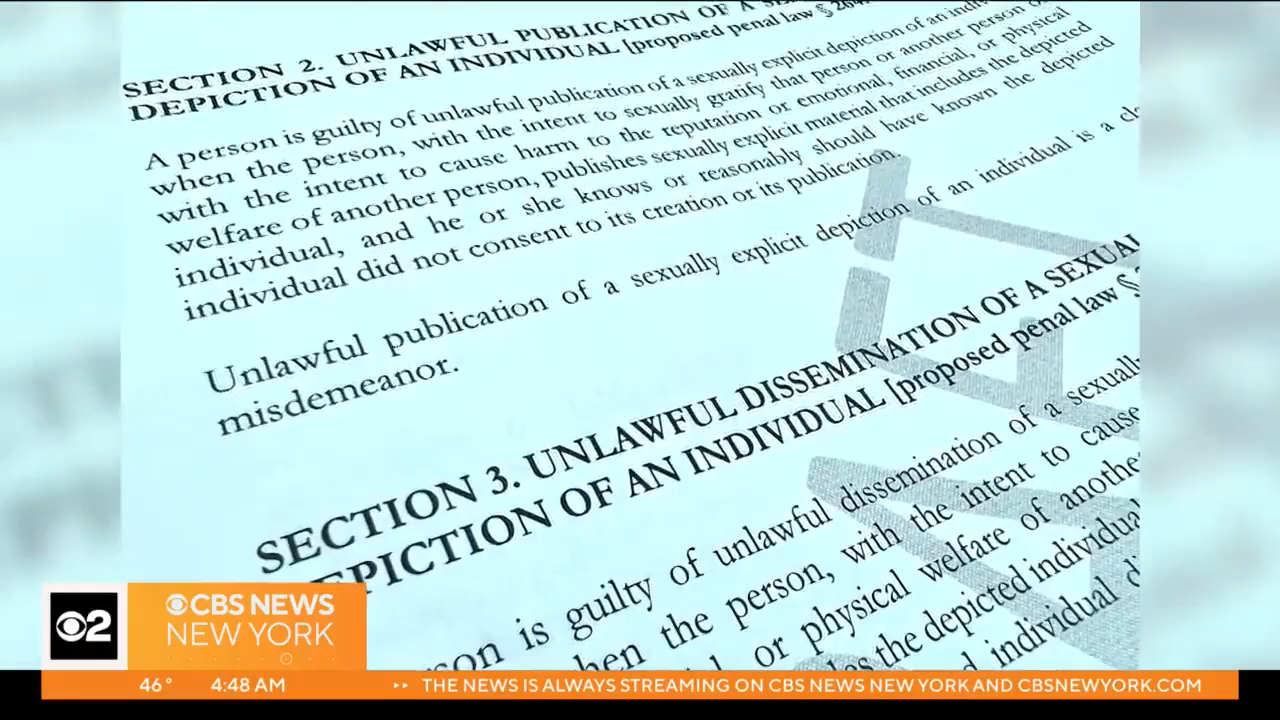 SECTION 2. UNLAWFUL PUBLICATION OF A
DEPICTION OF AN INDIVIDUAL [proposed penal law §
A person is guilty of unlawful publication of a sexually explicit depiction of an
when the person, with the intent to sexually gratify that person or another person
with the intent to cause harm to the reputation or emotional, financial, or physical
welfare of another person, publishes sexually explicit material that includes the depicted
individual, and he or she knows or reasonably should have known the depicted
individual did not consent to its creation or its publication.
Unlawful publication of a sexually explicit depiction of an individual is a
misdemeanor.
SECTION 3. UNLAWFUL DISSEMINATION OF A
DEPICTION OF AN INDIVIDUAL [proposed penal law §
is guilty of unlawful dissemination of a
the person, with the intent to cause
or physical welfare of
the depicted individual
individual
2
CBS NEWS
NEW YORK
46° 4:48 AM THE NEWS IS ALWAYS STREAMING ON CBS NEWS NEW YORK AND CBSNEWYORK.COM